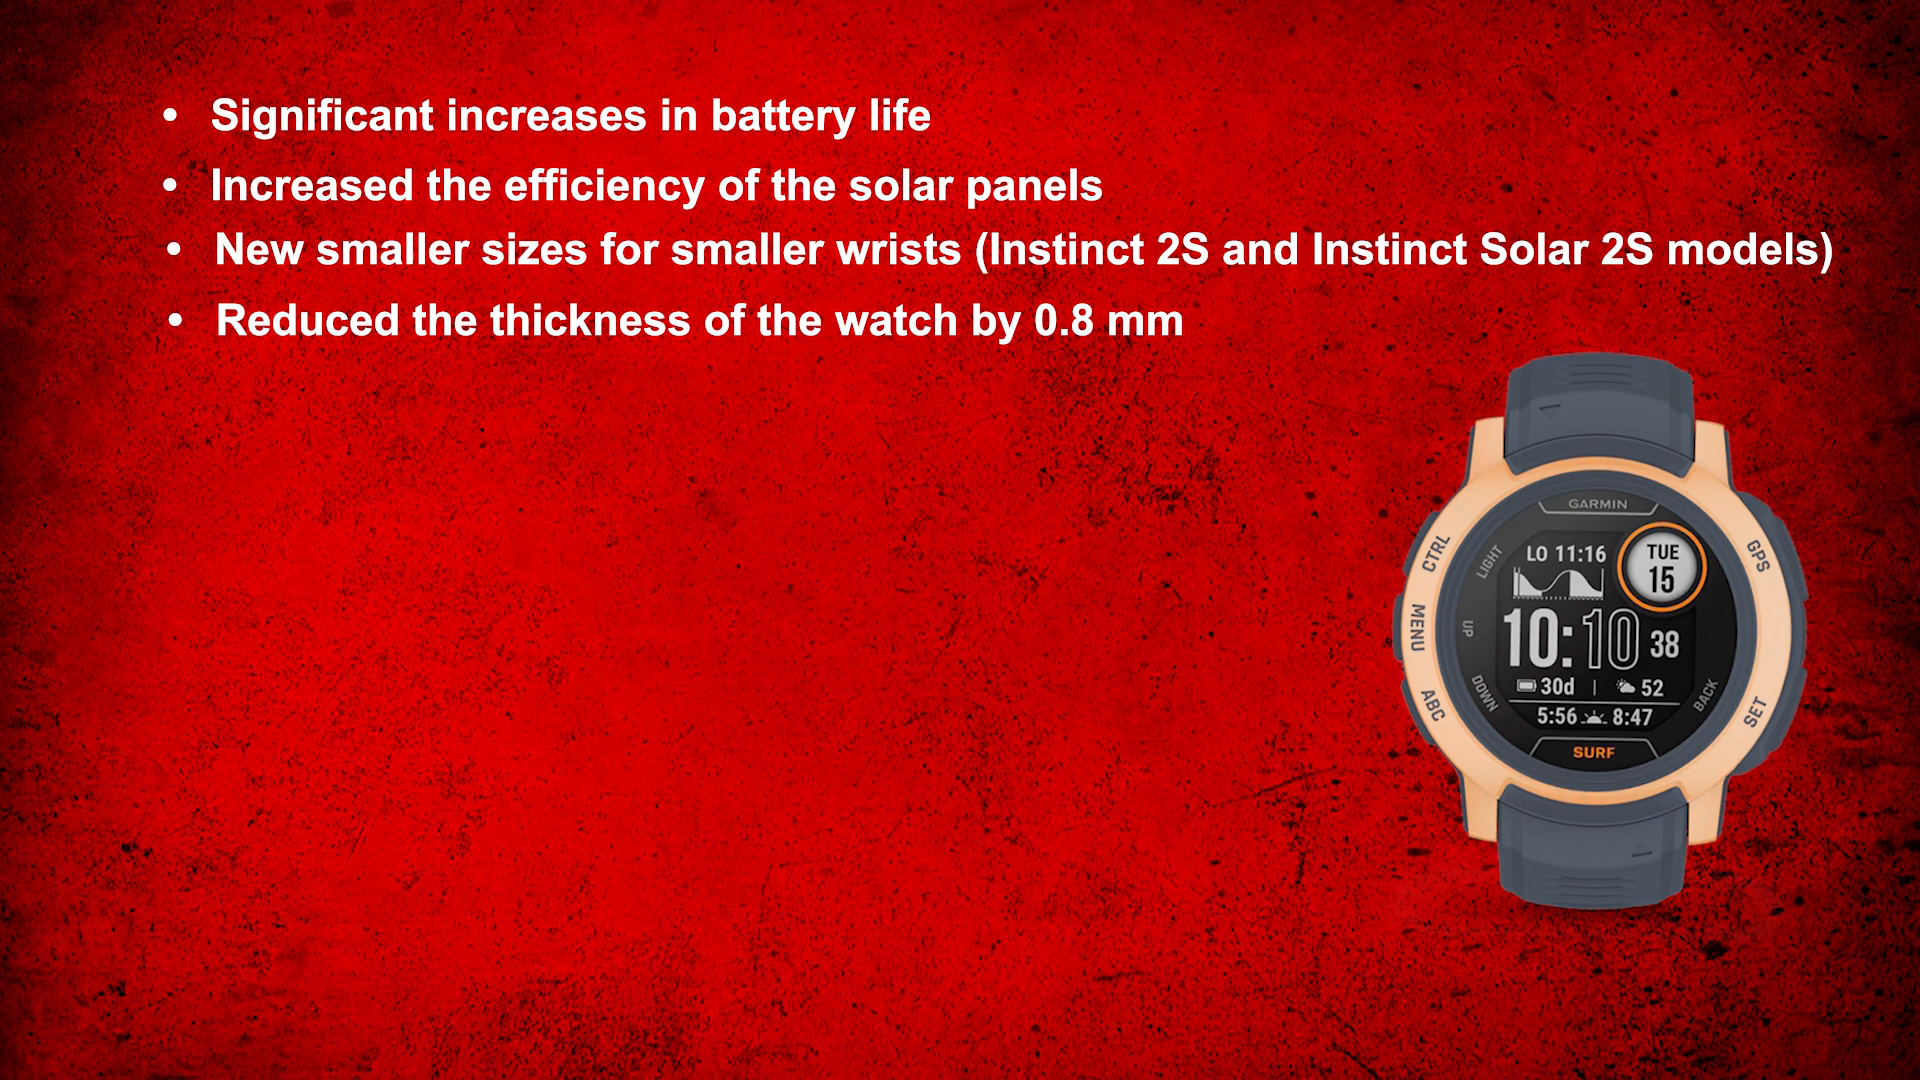 • Significant increases in battery life
• Increased the efficiency of the solar panels
• New smaller sizes for smaller wrists (Instinct 2S and Instinct Solar 2S models)
• Reduced the thickness of the watch by 0.8 mm
GARMIN
CTRL
LIGHT
GPS
LO 11:16
TUE
15
MENU
UP
10:10 38
30d | 52
ABC
DOWN
BACK
SET
5:56 8:47
SURF